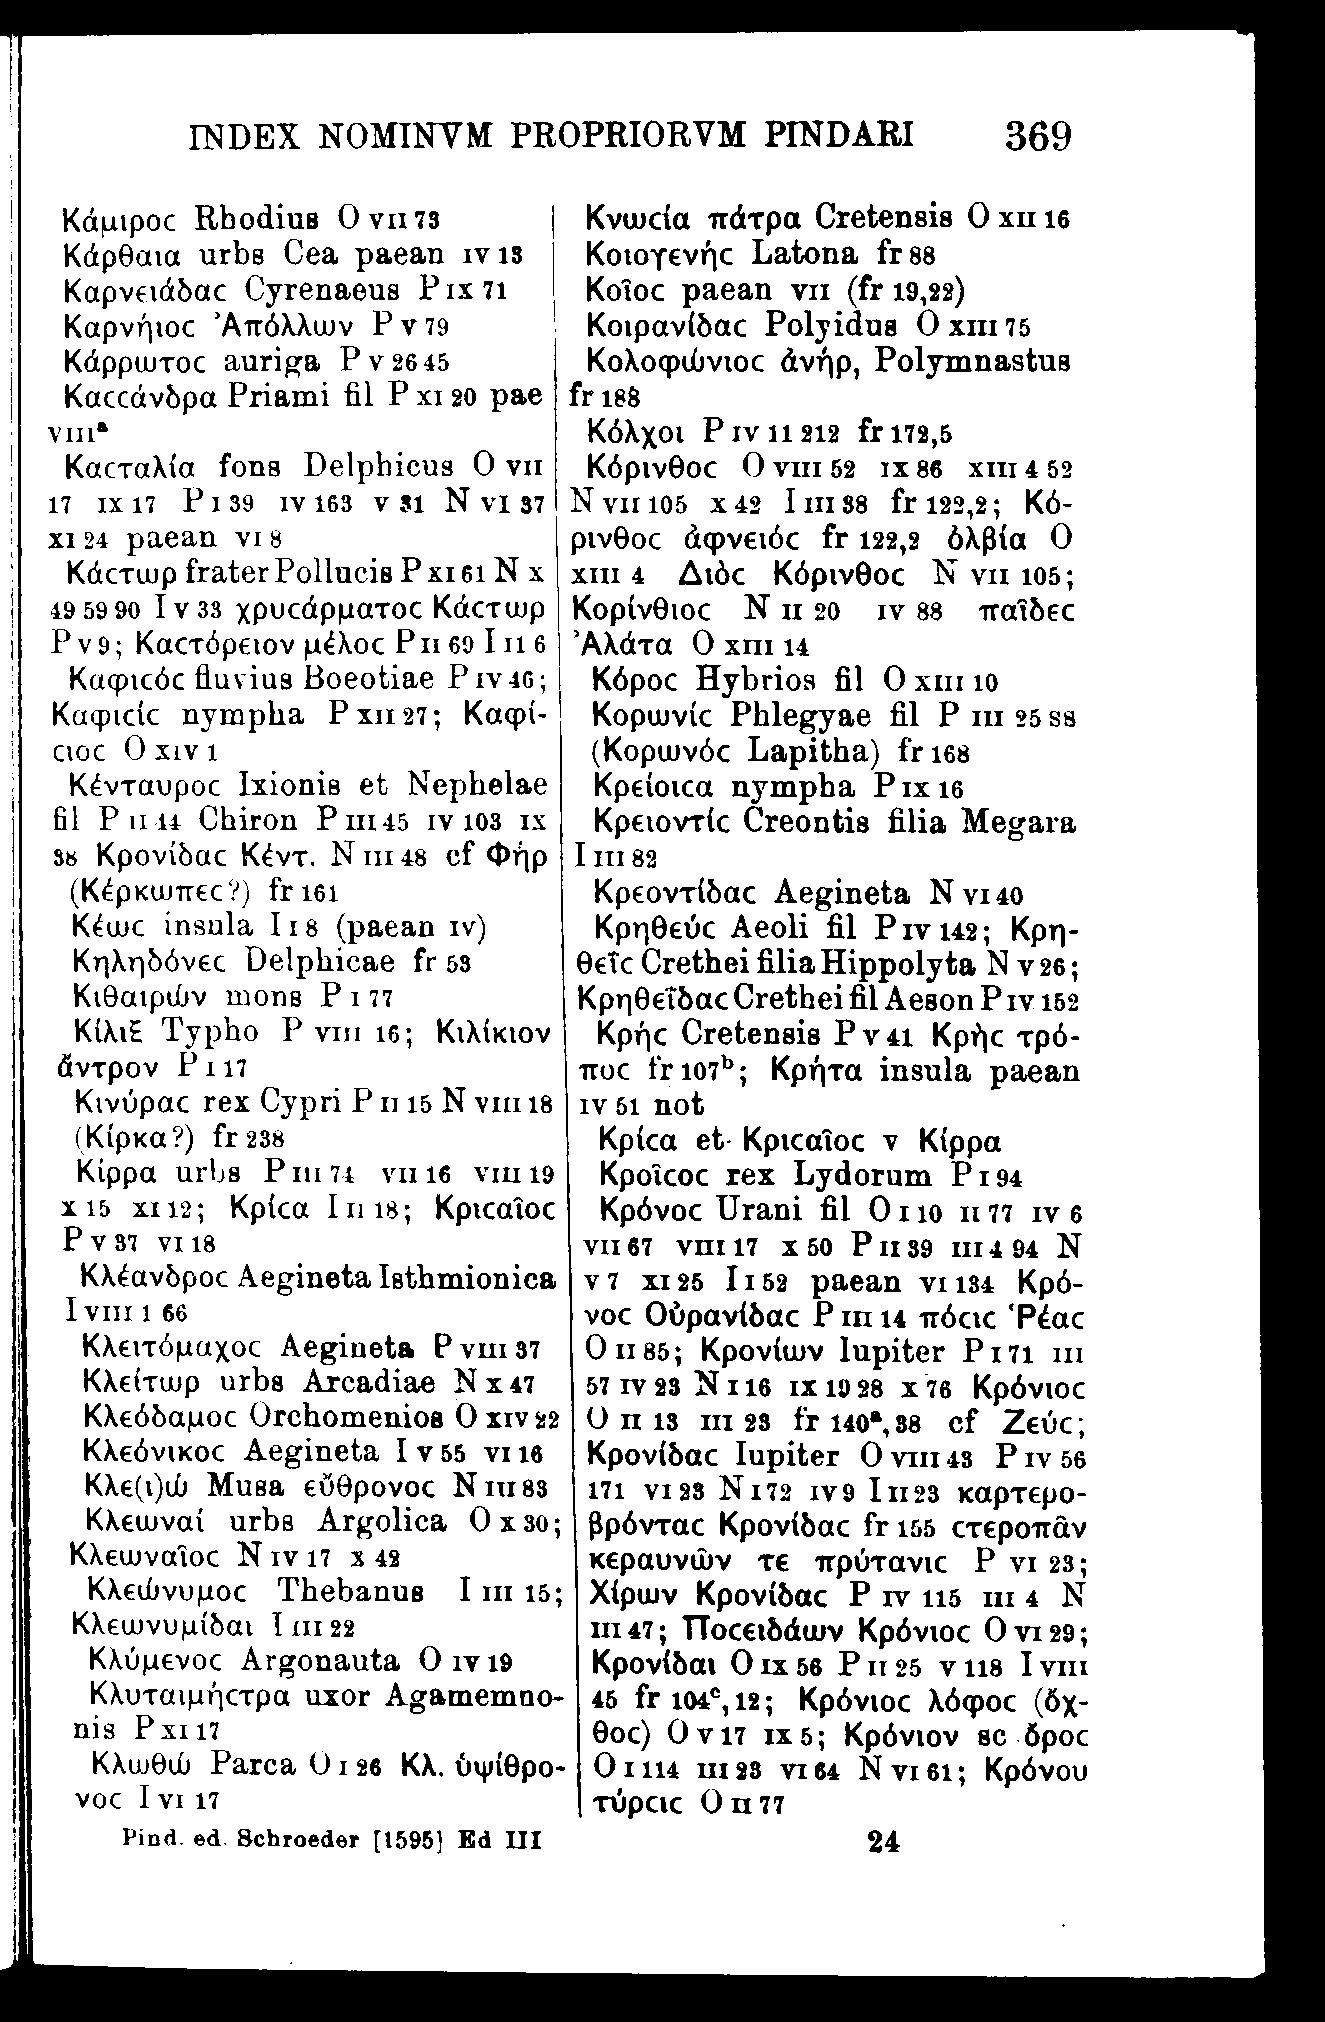 INDEX NOMINVM PROPRIORVM PINDARI 369
Κάμιροϲ Rhodius O VII 73
Κάρθαια urbs Cea paean IV 13
Καρνειάδαϲ Cyrenaeus P IX 71
Καρνήιοϲ Ἀπόλλων P V 79
Κάρρωτοϲ auriga P V 26 45
Καϲϲάνδρα Priami fil P XI 20 pae
VIIIᵃ
Καϲταλία fons Delphicus O VII
17 IX 17 P I 39 IV 163 V 31 N VI 37
XI 24 paean VI 8
Κάϲτωρ frater Pollucis P XI 61 N X
49 59 90 I V 33 χρυϲάρματοϲ Κάϲτωρ
P V 9; Καϲτόρειον μέλοϲ P II 69 I II 6
Καφιϲόϲ fluvius Boeotiae P IV 46;
Καφιϲίϲ nympha P XII 27; Καφί-
ϲιοϲ O XIV 1
Κένταυροϲ Ixionis et Nephelae
fil P II 44 Chiron P III 45 IV 103 IX
38 Κρονίδαϲ Κέντ. N III 48 cf Φήρ
(Κέρκωπεϲ?) fr 161
Κέωϲ insula I I 8 (paean IV)
Κηληδόνεϲ Delphicae fr 53
Κιθαιρών mons P I 77
Κίλιξ Typho P VIII 16; Κιλίκιον
ἄντρον P I 17
Κινύραϲ rex Cypri P II 15 N VIII 18
(Κίρκα?) fr 238
Κίρρα urbs P III 74 VII 16 VIII 19
X 15 XI 12; Κρίϲα I II 18; Κριϲαῖοϲ
P V 37 VI 18
Κλέανδροϲ Aegineta Isthmionica
I VIII 1 66
Κλειτόμαχοϲ Aegineta P VIII 37
Κλείτωρ urbs Arcadiae N X 47
Κλεόδαμοϲ Orchomenios O XIV 22
Κλεόνικοϲ Aegineta I V 55 VI 16
Κλε(ι)ώ Musa εὔθρονοϲ N III 83
Κλεωναί urbs Argolica O X 30;
Κλεωναῖοϲ N IV 17 X 42
Κλεώνυμοϲ Thebanus I III 15;
Κλεωνυμίδαι I III 22
Κλύμενοϲ Argonauta O IV 19
Κλυταιμήϲτρα uxor Agamemno-
nis P XI 17
Κλωθώ Parca O I 26 Κλ. ὑψίθρο-
νοϲ I VI 17
Κνωϲία πάτρα Cretensis O XII 16
Κοιογενήϲ Latona fr 88
Κοῖοϲ paean VII (fr 19,22)
Κοιρανίδαϲ Polyidus O XIII 75
Κολοφώνιοϲ ἀνήρ, Polymnastus
fr 188
Κόλχοι P IV 11 212 fr 172,5
Κόρινθοϲ O VIII 52 IX 86 XIII 4 52
N VII 105 X 42 I III 38 fr 122,2; Κό-
ρινθοϲ ἀφνειόϲ fr 122,2 ὀλβία O
XIII 4 Διὸϲ Κόρινθοϲ N VII 105;
Κορίνθιοϲ N II 20 IV 88 παῖδεϲ
Ἀλάτα O XIII 14
Κόροϲ Hybrios fil O XIII 10
Κορωνίϲ Phlegyae fil P III 25 ss
(Κορωνόϲ Lapitha) fr 168
Κρείοιϲα nympha P IX 16
Κρειοντίϲ Creontis filia Megara
I III 82
Κρεοντίδαϲ Aegineta N VI 40
Κρηθεύϲ Aeoli fil P IV 142; Κρη-
θεΐϲ Crethei filia Hippolyta N V 26;
Κρηθεΐδαϲ Crethei fil Aeson P IV 152
Κρήϲ Cretensis P V 41 Κρὴϲ τρό-
ποϲ fr 107ᵇ; Κρήτα insula paean
IV 51 not
Κρίϲα et Κριϲαῖοϲ v Κίρρα
Κροῖϲοϲ rex Lydorum P I 94
Κρόνοϲ Urani fil O I 10 II 77 IV 6
VII 67 VIII 17 X 50 P II 39 III 4 94 N
V 7 XI 25 I I 52 paean VI 134 Κρό-
νοϲ Οὐρανίδαϲ P III 14 πόϲιϲ Ῥέαϲ
O II 85; Κρονίων Iupiter P I 71 III
57 IV 23 N I 16 IX 19 28 X 76 Κρόνιοϲ
O II 13 III 23 fr 140ᵃ,38 cf Ζεύϲ;
Κρονίδαϲ Iupiter O VIII 43 P IV 56
171 VI 23 N I 72 IV 9 I II 23 καρτερο-
βρόνταϲ Κρονίδαϲ fr 155 ϲτεροπᾶν
κεραυνῶν τε πρύτανιϲ P VI 23;
Χίρων Κρονίδαϲ P IV 115 III 4 N
III 47; Ποϲειδάων Κρόνιοϲ O VI 29;
Κρονίδαι O IX 56 P II 25 V 118 I VIII
45 fr 104ᶜ,12; Κρόνιοϲ λόφοϲ (ὄχ-
θοϲ) O V 17 IX 5; Κρόνιον sc ὄροϲ
O I 114 III 23 VI 64 N VI 61; Κρόνου
τύρϲιϲ O II 77
Pind. ed. Schroeder [1595] Ed III 24